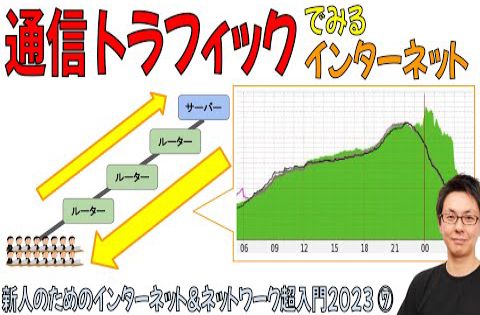 通信トラフィックでみる
インターネット
サーバー
ルーター
ルーター
ルーター
06 09 12 15 18 21 00
新人のためのインターネット&ネットワーク超入門2023 ⑦